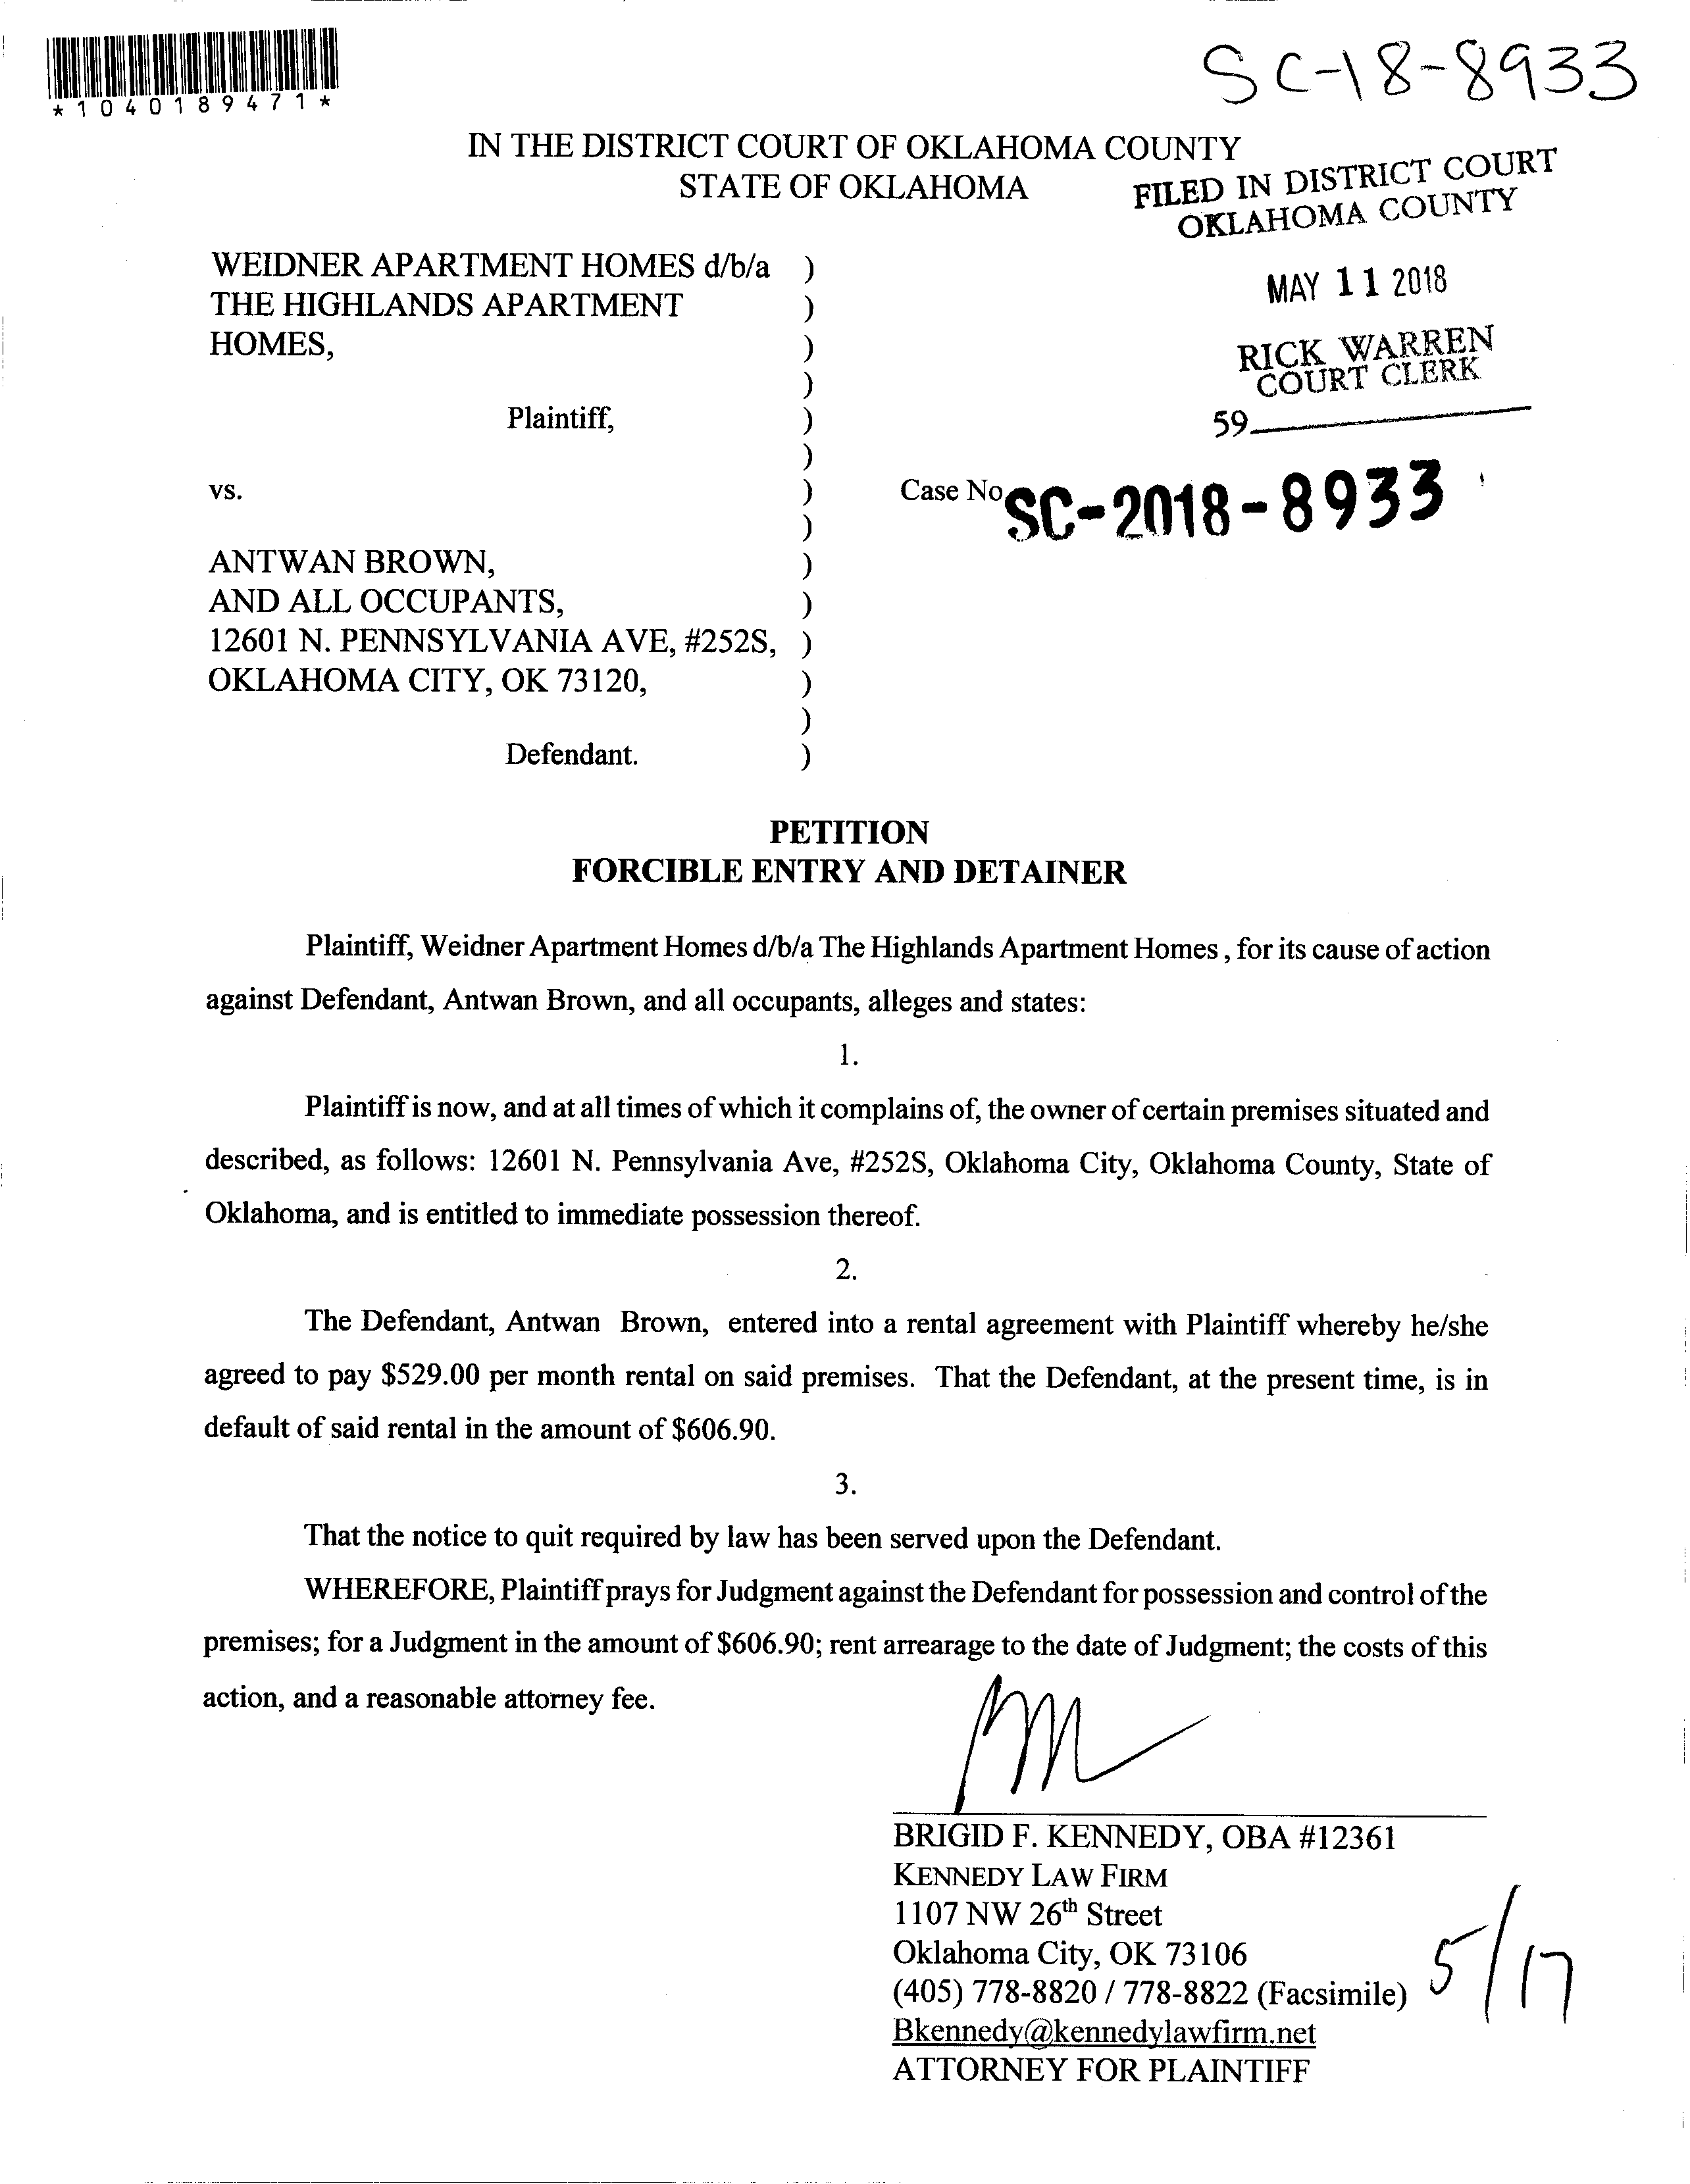 SC-18-8933
*1040189471*
IN THE DISTRICT COURT OF OKLAHOMA COUNTY
STATE OF OKLAHOMA
FILED IN DISTRICT COURT
OKLAHOMA COUNTY
MAY 11 2018
RICK WARREN
COURT CLERK
59
WEIDNER APARTMENT HOMES d/b/a )
THE HIGHLANDS APARTMENT )
HOMES, )
)
Plaintiff, )
)
vs. ) Case No SC-2018-8933
)
ANTWAN BROWN, )
AND ALL OCCUPANTS, )
12601 N. PENNSYLVANIA AVE, #252S, )
OKLAHOMA CITY, OK 73120, )
)
Defendant. )
PETITION
FORCIBLE ENTRY AND DETAINER
Plaintiff, Weidner Apartment Homes d/b/a The Highlands Apartment Homes , for its cause of action
against Defendant, Antwan Brown, and all occupants, alleges and states:
1.
Plaintiff is now, and at all times of which it complains of, the owner of certain premises situated and
described, as follows: 12601 N. Pennsylvania Ave, #252S, Oklahoma City, Oklahoma County, State of
Oklahoma, and is entitled to immediate possession thereof.
2.
The Defendant, Antwan Brown, entered into a rental agreement with Plaintiff whereby he/she
agreed to pay $529.00 per month rental on said premises. That the Defendant, at the present time, is in
default of said rental in the amount of $606.90.
3.
That the notice to quit required by law has been served upon the Defendant.
WHEREFORE, Plaintiff prays for Judgment against the Defendant for possession and control of the
premises; for a Judgment in the amount of $606.90; rent arrearage to the date of Judgment; the costs of this
action, and a reasonable attorney fee.
BRIGID F. KENNEDY, OBA #12361
KENNEDY LAW FIRM
1107 NW 26th Street
Oklahoma City, OK 73106
(405) 778-8820 / 778-8822 (Facsimile)
Bkennedy@kennedylawfirm.net
ATTORNEY FOR PLAINTIFF
5/17